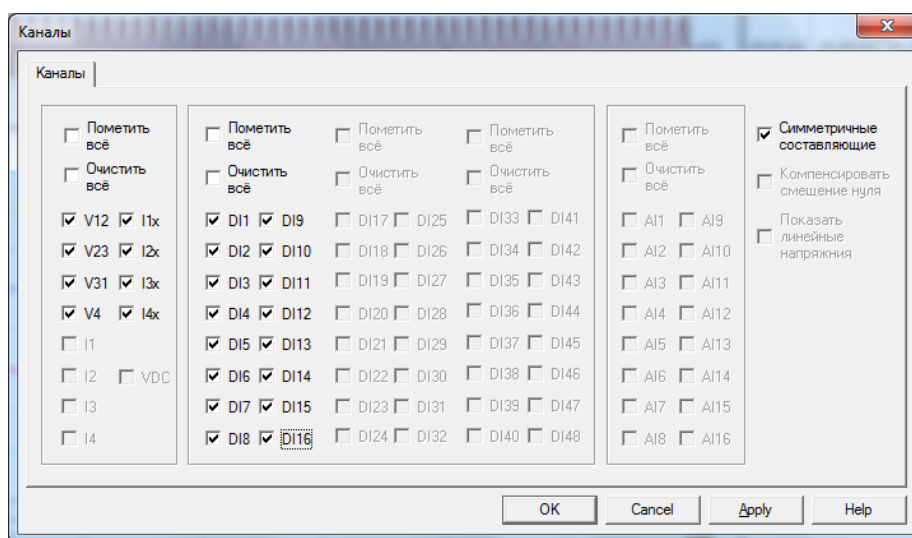 Каналы
X
Каналы
Пометить
всё
Очистить
всё
V12 I1x
V23 I2x
V31 I3x
V4 I4x
I1
I2 VDC
I3
I4
Пометить
всё
Пометить
всё
Пометить
всё
Очистить
всё
Очистить
всё
Очистить
всё
DI1 DI9 DI17 DI25 DI33 DI41
DI2 DI10 DI18 DI26 DI34 DI42
DI3 DI11 DI19 DI27 DI35 DI43
DI4 DI12 DI20 DI28 DI36 DI44
DI5 DI13 DI21 DI29 DI37 DI45
DI6 DI14 DI22 DI30 DI38 DI46
DI7 DI15 DI23 DI31 DI39 DI47
DI8 DI16 DI24 DI32 DI40 DI48
Пометить
всё
Очистить
всё
AI1 AI9
AI2 AI10
AI3 AI11
AI4 AI12
AI5 AI13
AI6 AI14
AI7 AI15
AI8 AI16
Симметричные
составляющие
Компенсировать
смещение нуля
Показать
линейные
напряжния
OK Cancel Apply Help